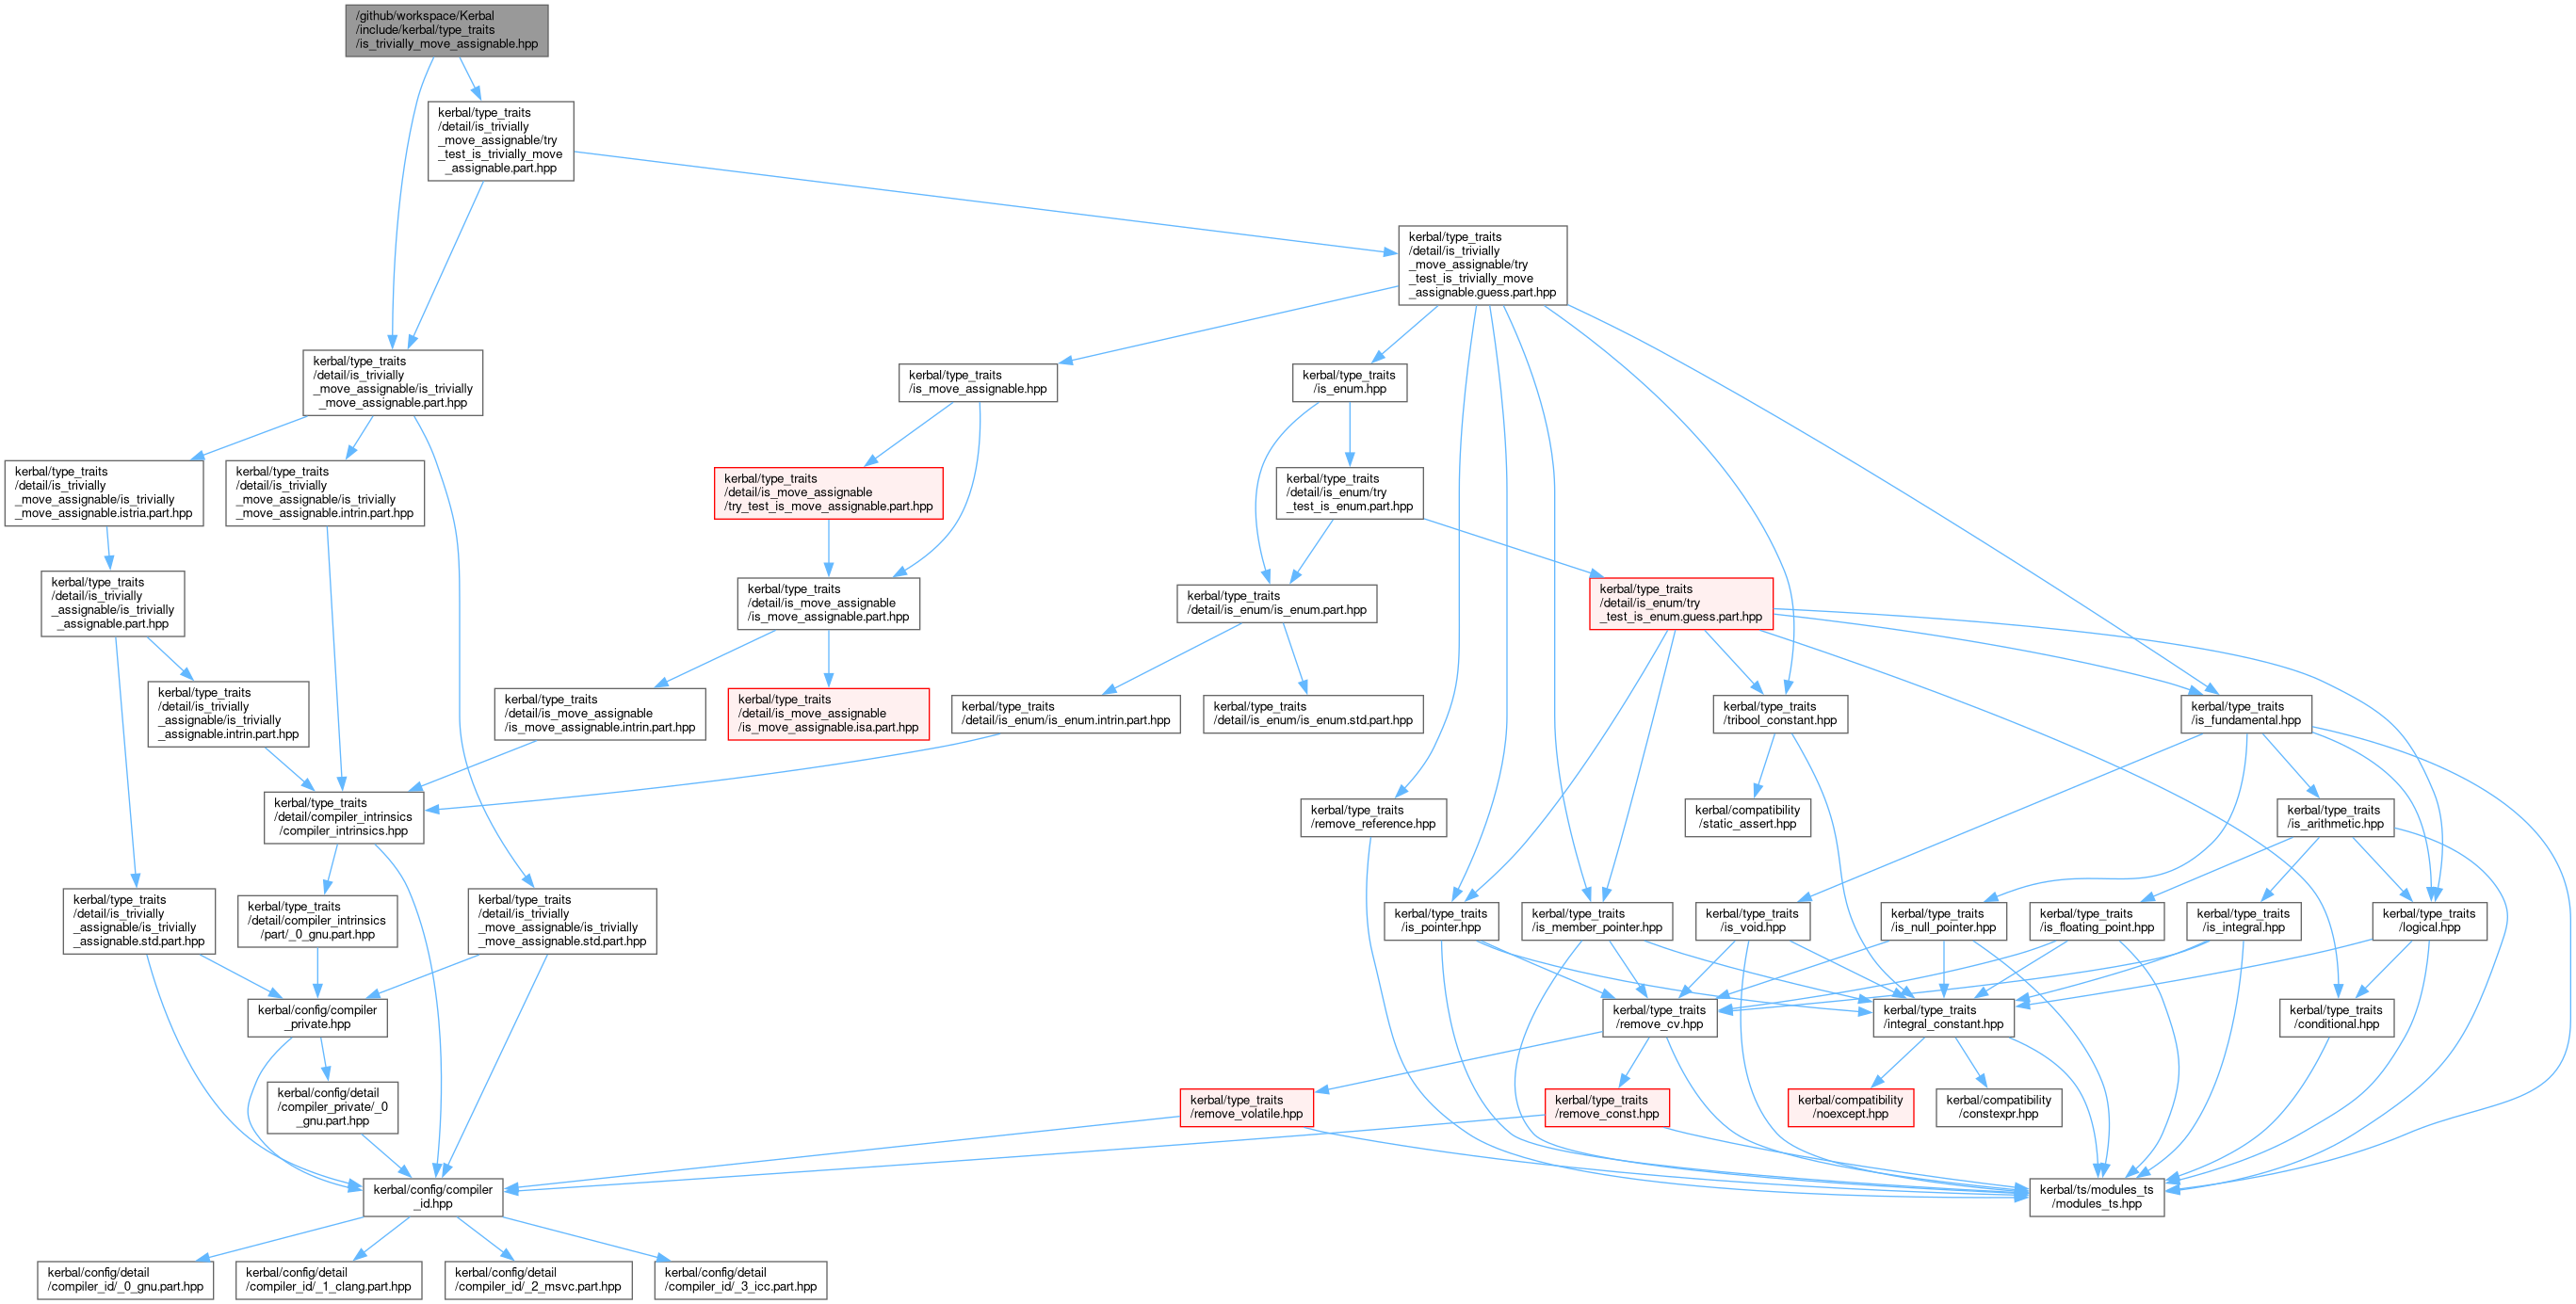 /github/workspace/Kerbal
/include/kerbal/type_traits
/is_trivially_move_assignable.hpp
kerbal/type_traits
/detail/is_trivially
_move_assignable/try
_test_is_trivially_move
_assignable.part.hpp
kerbal/type_traits
/detail/is_trivially
_move_assignable/try
_test_is_trivially_move
_assignable.guess.part.hpp
kerbal/type_traits
/detail/is_trivially
_move_assignable/is_trivially
_move_assignable.part.hpp
kerbal/type_traits
/is_move_assignable.hpp
kerbal/type_traits
/is_enum.hpp
kerbal/type_traits
/detail/is_trivially
_move_assignable/is_trivially
_move_assignable.istria.part.hpp
kerbal/type_traits
/detail/is_trivially
_move_assignable/is_trivially
_move_assignable.intrin.part.hpp
kerbal/type_traits
/detail/is_move_assignable
/try_test_is_move_assignable.part.hpp
kerbal/type_traits
/detail/is_enum/try
_test_is_enum.part.hpp
kerbal/type_traits
/detail/is_trivially
_assignable/is_trivially
_assignable.part.hpp
kerbal/type_traits
/detail/is_move_assignable
/is_move_assignable.part.hpp
kerbal/type_traits
/detail/is_enum/is_enum.part.hpp
kerbal/type_traits
/detail/is_enum/try
_test_is_enum.guess.part.hpp
kerbal/type_traits
/detail/is_trivially
_assignable/is_trivially
_assignable.intrin.part.hpp
kerbal/type_traits
/detail/is_move_assignable
/is_move_assignable.intrin.part.hpp
kerbal/type_traits
/detail/is_move_assignable
/is_move_assignable.isa.part.hpp
kerbal/type_traits
/detail/is_enum/is_enum.intrin.part.hpp
kerbal/type_traits
/detail/is_enum/is_enum.std.part.hpp
kerbal/type_traits
/tribool_constant.hpp
kerbal/type_traits
/is_fundamental.hpp
kerbal/type_traits
/detail/compiler_intrinsics
/compiler_intrinsics.hpp
kerbal/type_traits
/remove_reference.hpp
kerbal/compatibility
/static_assert.hpp
kerbal/type_traits
/is_arithmetic.hpp
kerbal/type_traits
/detail/is_trivially
_assignable/is_trivially
_assignable.std.part.hpp
kerbal/type_traits
/detail/compiler_intrinsics
/part/_0_gnu.part.hpp
kerbal/type_traits
/detail/is_trivially
_move_assignable/is_trivially
_move_assignable.std.part.hpp
kerbal/type_traits
/is_pointer.hpp
kerbal/type_traits
/is_member_pointer.hpp
kerbal/type_traits
/is_void.hpp
kerbal/type_traits
/is_null_pointer.hpp
kerbal/type_traits
/is_floating_point.hpp
kerbal/type_traits
/is_integral.hpp
kerbal/type_traits
/logical.hpp
kerbal/config/compiler
_private.hpp
kerbal/type_traits
/remove_cv.hpp
kerbal/type_traits
/integral_constant.hpp
kerbal/type_traits
/conditional.hpp
kerbal/config/detail
/compiler_private/_0
_gnu.part.hpp
kerbal/type_traits
/remove_volatile.hpp
kerbal/type_traits
/remove_const.hpp
kerbal/compatibility
/noexcept.hpp
kerbal/compatibility
/constexpr.hpp
kerbal/config/compiler
_id.hpp
kerbal/ts/modules_ts
/modules_ts.hpp
kerbal/config/detail
/compiler_id/_0_gnu.part.hpp
kerbal/config/detail
/compiler_id/_1_clang.part.hpp
kerbal/config/detail
/compiler_id/_2_msvc.part.hpp
kerbal/config/detail
/compiler_id/_3_icc.part.hpp